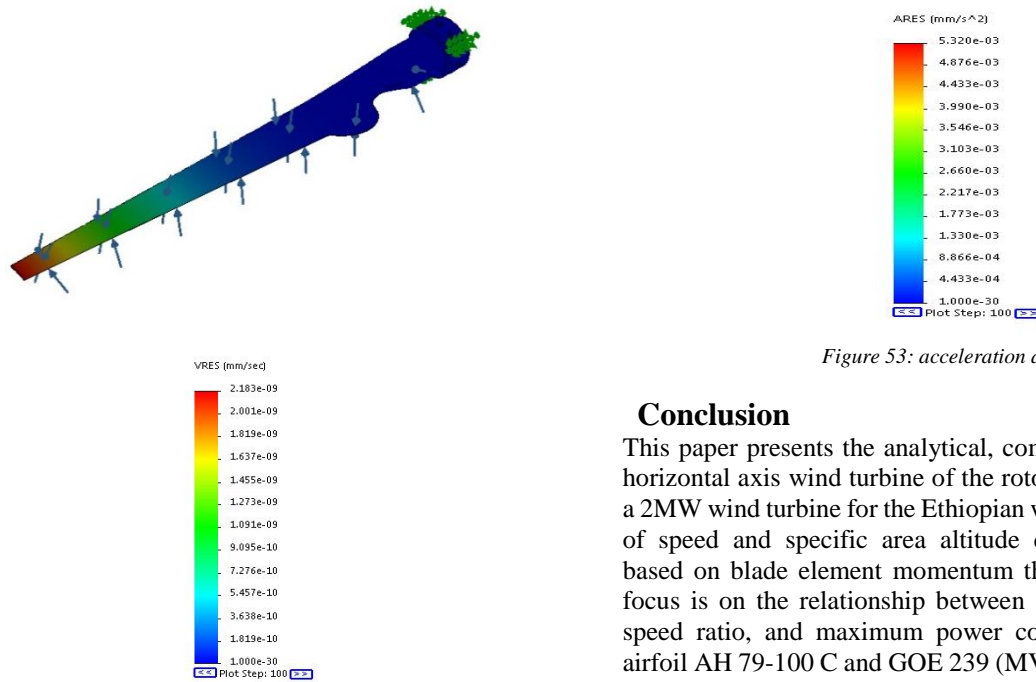 VRES (mm/sec)
2.183e-09
2.001e-09
1.819e-09
1.637e-09
1.455e-09
1.273e-09
1.091e-09
9.095e-10
7.276e-10
5.457e-10
3.638e-10
1.819e-10
1.000e-30
<< Plot Step: 100 >>
ARES (mm/s^2)
5.320e-03
4.876e-03
4.433e-03
3.990e-03
3.546e-03
3.103e-03
2.660e-03
2.217e-03
1.773e-03
1.330e-03
8.866e-04
4.433e-04
1.000e-30
<< Plot Step: 100 >>
Figure 53: acceleration
Conclusion
This paper presents the analytical,
horizontal axis wind turbine of the
a 2MW wind turbine for the Ethiopian
of speed and specific area altitude
based on blade element momentum
focus is on the relationship between
speed ratio, and maximum power
airfoil AH 79-100 C and GOE 239